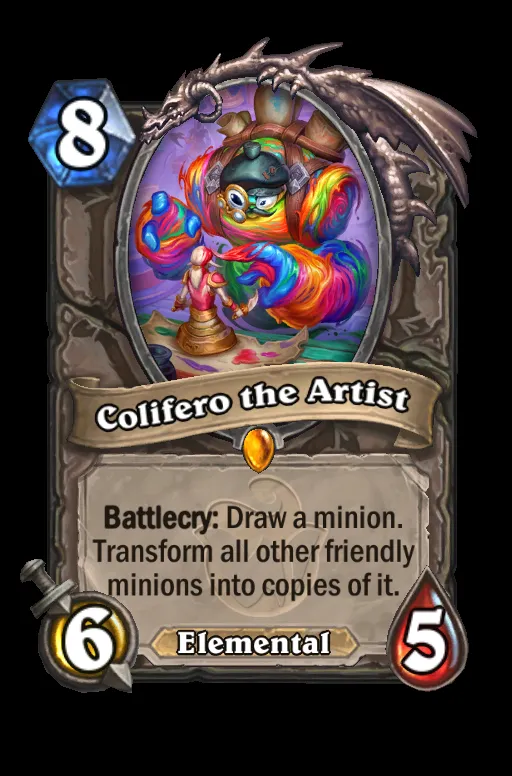 8
Colifero the Artist
Battlecry: Draw a minion.
Transform all other friendly
minions into copies of it.
6
Elemental
5